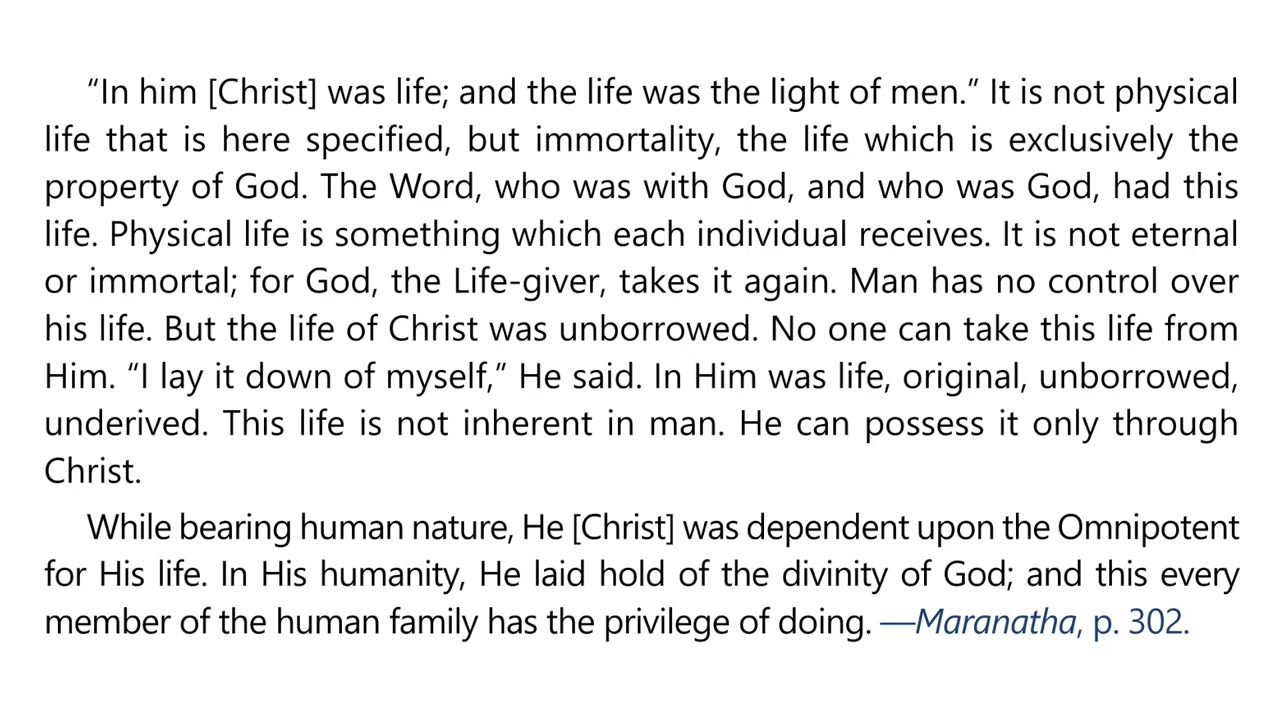 “In him [Christ] was life; and the life was the light of men.” It is not physical
life that is here specified, but immortality, the life which is exclusively the
property of God. The Word, who was with God, and who was God, had this
life. Physical life is something which each individual receives. It is not eternal
or immortal; for God, the Life-giver, takes it again. Man has no control over
his life. But the life of Christ was unborrowed. No one can take this life from
Him. “I lay it down of myself,” He said. In Him was life, original, unborrowed,
underived. This life is not inherent in man. He can possess it only through
Christ.
While bearing human nature, He [Christ] was dependent upon the Omnipotent
for His life. In His humanity, He laid hold of the divinity of God; and this every
member of the human family has the privilege of doing. —Maranatha, p. 302.